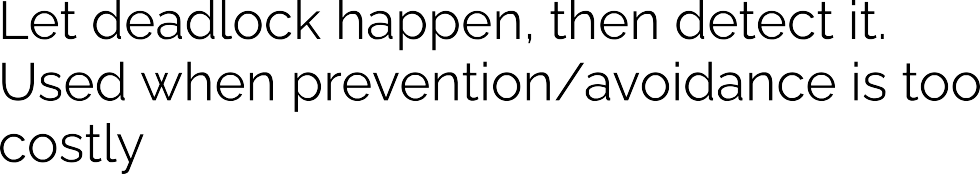 Let deadlock happen, then detect it.
Used when prevention/avoidance is too
costly